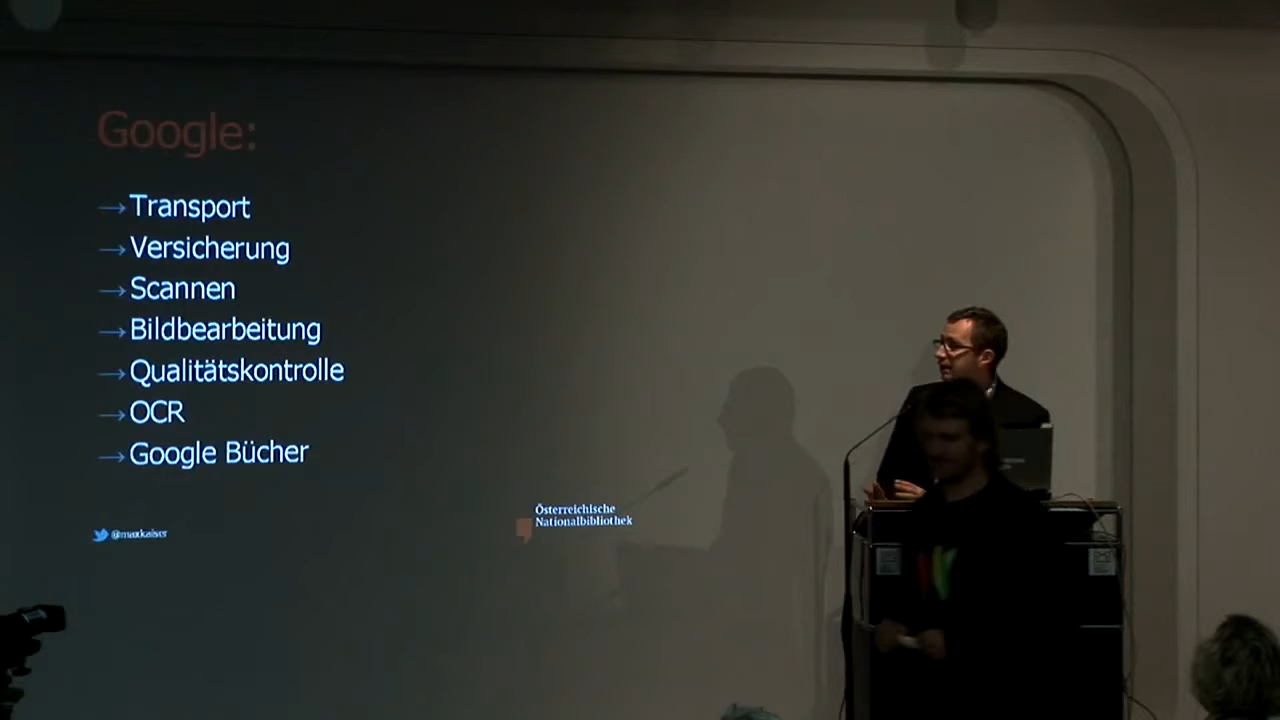 Google:
→Transport
→Versicherung
→Scannen
→Bildbearbeitung
→Qualitätskontrolle
→OCR
→Google Bücher
@maxkaiser
Österreichische
Nationalbibliothek